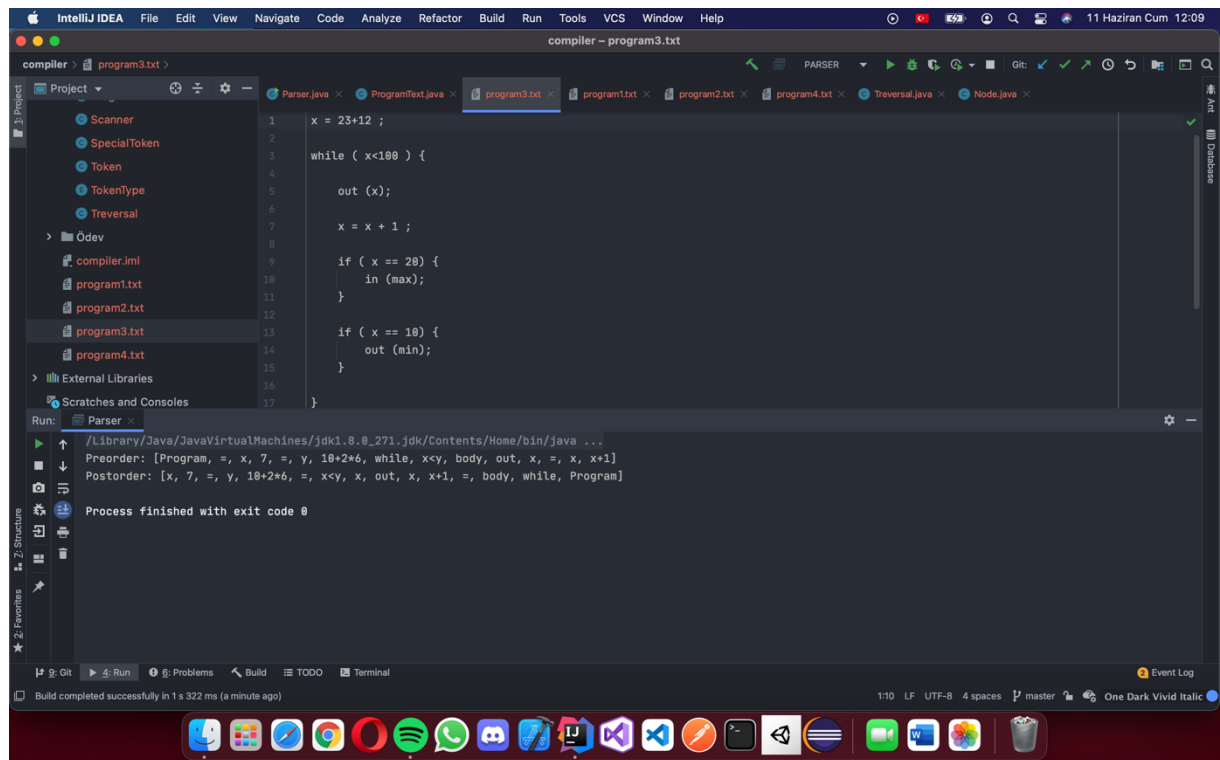 IntelliJ IDEA File Edit View Navigate Code Analyze Refactor Build Run Tools VCS Window Help 11 Haziran Cum 12:09
compiler – program3.txt
compiler > program3.txt > PARSER Git:
1: Project
Project
Parser.java × ProgramText.java × program3.txt × program1.txt × program2.txt × program4.txt × Treversal.java × Node.java ×
Ant
Database
Scanner
SpecialToken
Token
TokenType
Treversal
Ödev
compiler.iml
program1.txt
program2.txt
program3.txt
program4.txt
External Libraries
Scratches and Consoles
1 x = 23+12 ;
2
3 while ( x<100 ) {
4
5 out (x);
6
7 x = x + 1 ;
8
9 if ( x == 20) {
10 in (max);
11 }
12
13 if ( x == 10) {
14 out (min);
15 }
16
17 }
Run: Parser ×
/Library/Java/JavaVirtualMachines/jdk1.8.0_271.jdk/Contents/Home/bin/java ...
Preorder: [Program, =, x, 7, =, y, 10+2*6, while, x<y, body, out, x, =, x, x+1]
Postorder: [x, 7, =, y, 10+2*6, =, x<y, x, out, x, x+1, =, body, while, Program]
Process finished with exit code 0
7: Structure
2: Favorites
9: Git 4: Run 6: Problems Build TODO Terminal 2 Event Log
Build completed successfully in 1 s 322 ms (a minute ago) 1:10 LF UTF-8 4 spaces master One Dark Vivid Italic